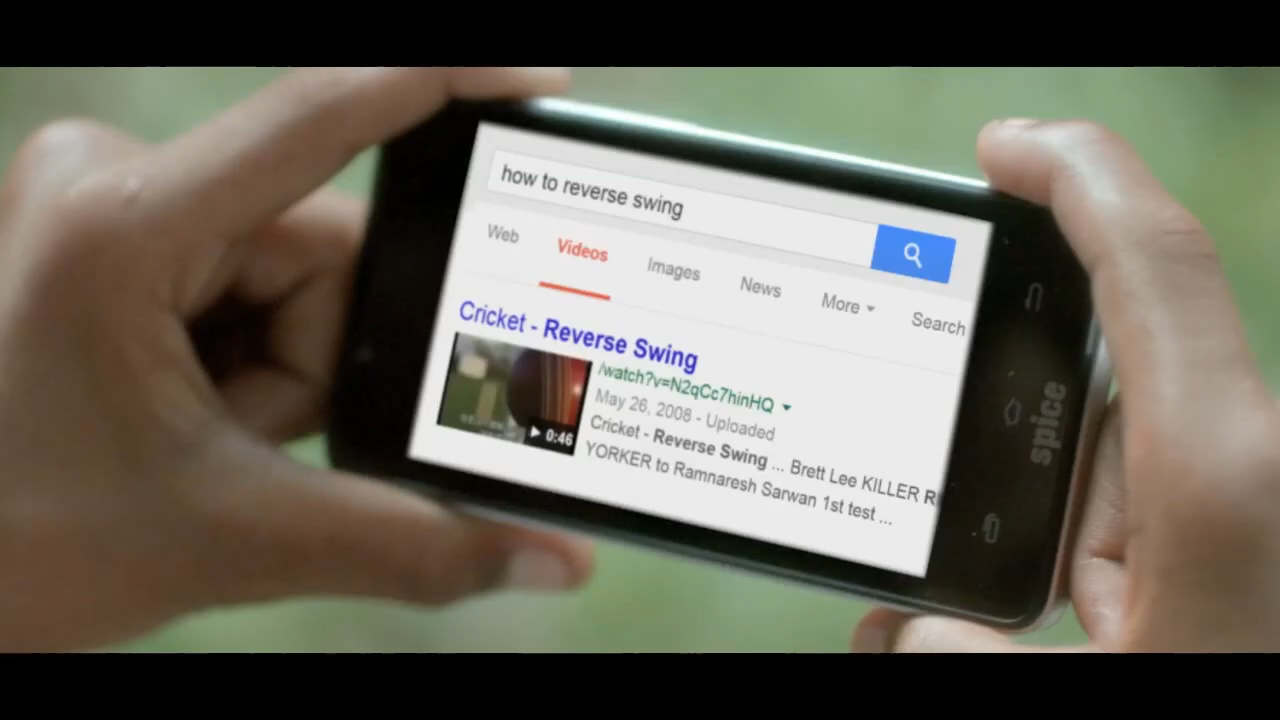 how to reverse swing
Web Videos Images News More Search
Cricket - Reverse Swing
/watch?v=N2qCc7hinHQ
May 26, 2008 - Uploaded
Cricket - Reverse Swing ... Brett Lee KILLER R
YORKER to Ramnaresh Sarwan 1st test ...
0:46
spice